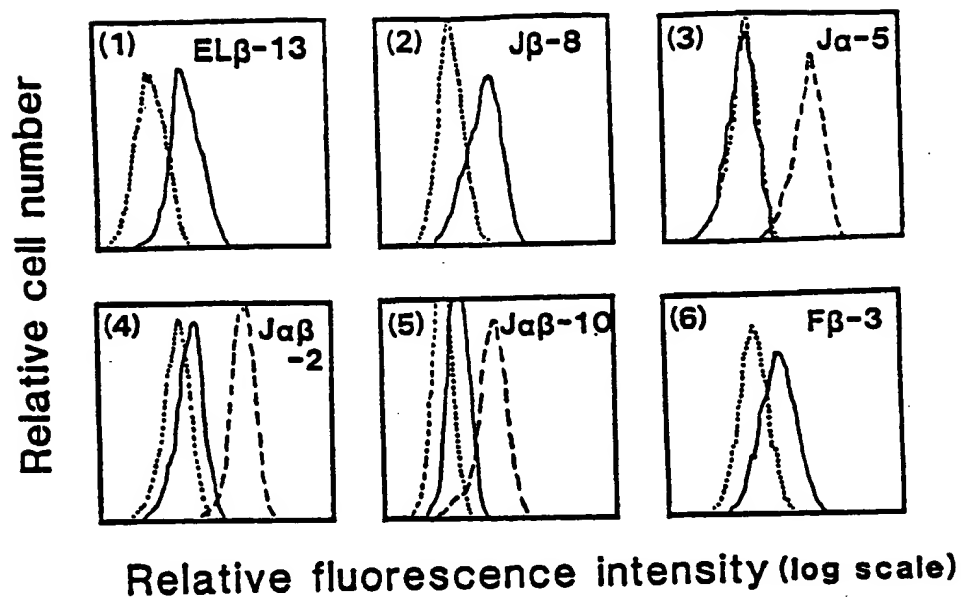 Relative cell number
(1) ELβ-13
(2) Jβ-8
(3) Jα-5
(4) Jαβ
-2
(5) Jαβ-10
(6) Fβ-3
Relative fluorescence intensity (log scale)